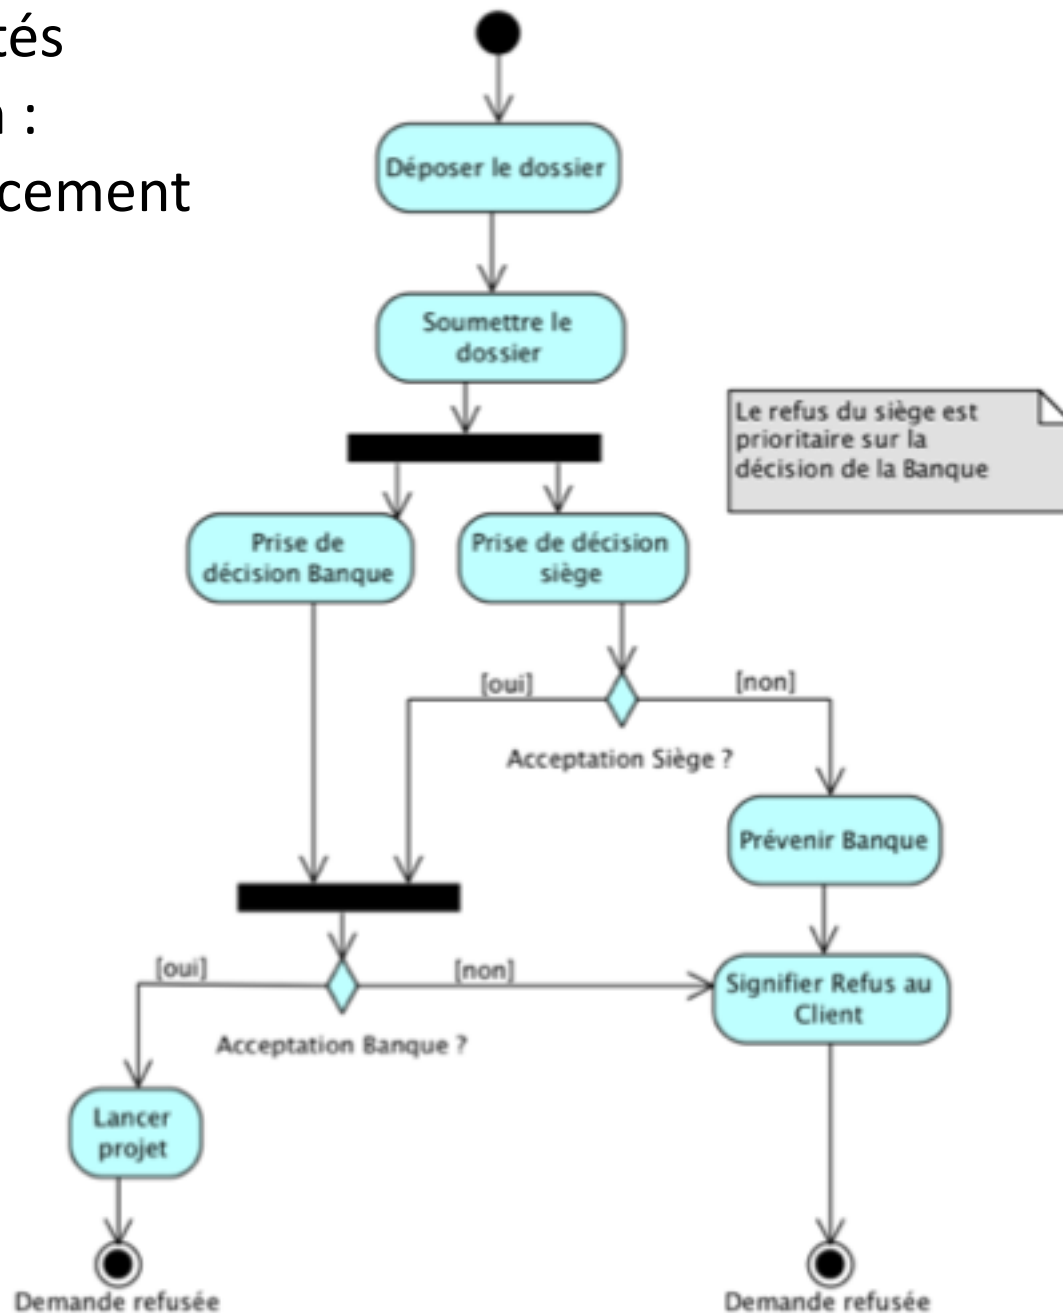 tés
:
cement
Déposer le dossier
Soumettre le
dossier
Le refus du siège est
prioritaire sur la
décision de la Banque
Prise de
décision Banque
Prise de décision
siège
[oui]
[non]
Acceptation Siège ?
Prévenir Banque
[oui]
[non]
Signifier Refus au
Client
Acceptation Banque ?
Lancer
projet
Demande refusée
Demande refusée